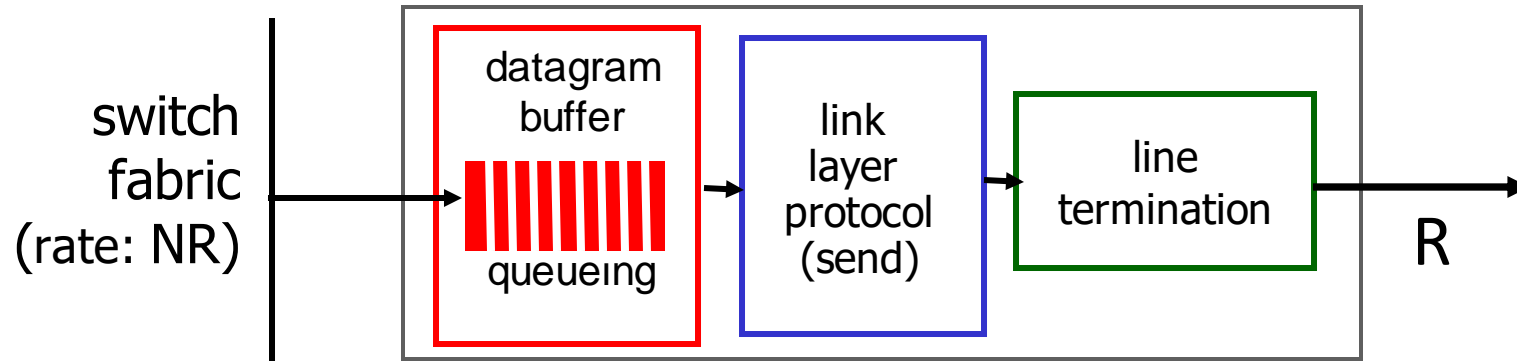 switch
fabric
(rate: NR)
datagram
buffer
queueing
link
layer
protocol
(send)
line
termination
R